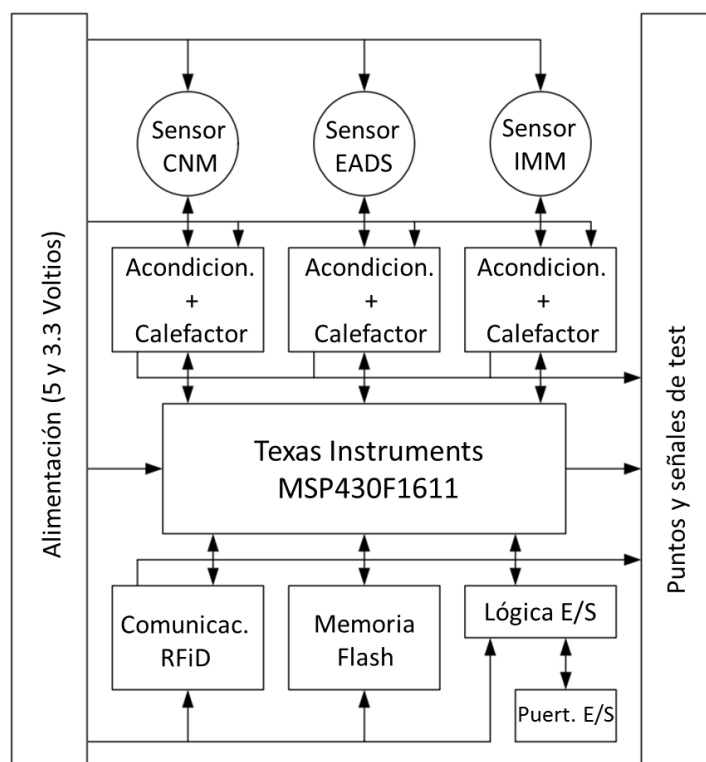 Alimentación (5 y 3.3 Voltios)
Sensor
CNM
Sensor
EADS
Sensor
IMM
Acondicion.
+
Calefactor
Acondicion.
+
Calefactor
Acondicion.
+
Calefactor
Texas Instruments
MSP430F1611
Comunicac.
RFiD
Memoria
Flash
Lógica E/S
Puert. E/S
Puntos y señales de test